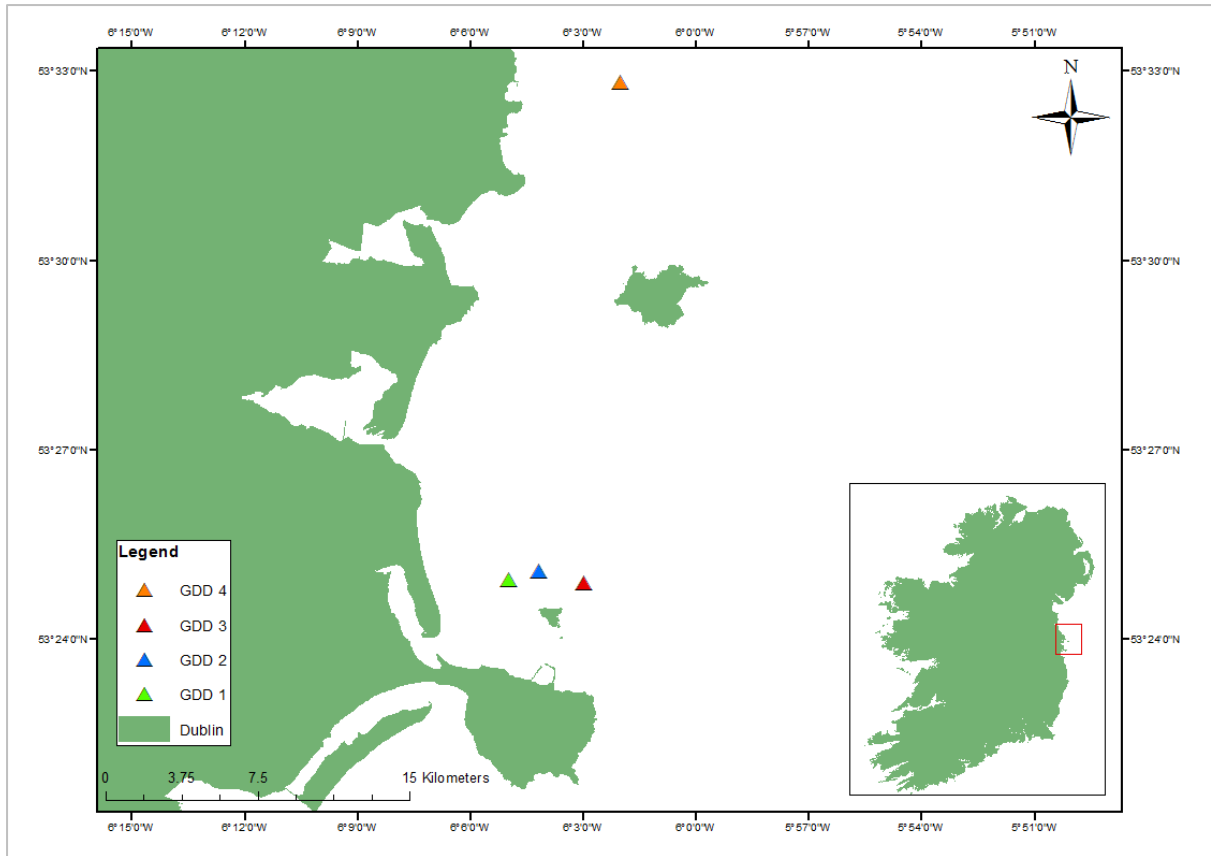 6°15'0"W 6°12'0"W 6°9'0"W 6°6'0"W 6°3'0"W 6°0'0"W 5°57'0"W 5°54'0"W 5°51'0"W
53°33'0"N 53°33'0"N
N
53°30'0"N 53°30'0"N
53°27'0"N 53°27'0"N
Legend
GDD 4
GDD 3
GDD 2
GDD 1
Dublin
53°24'0"N 53°24'0"N
0 3.75 7.5 15 Kilometers
6°15'0"W 6°12'0"W 6°9'0"W 6°6'0"W 6°3'0"W 6°0'0"W 5°57'0"W 5°54'0"W 5°51'0"W